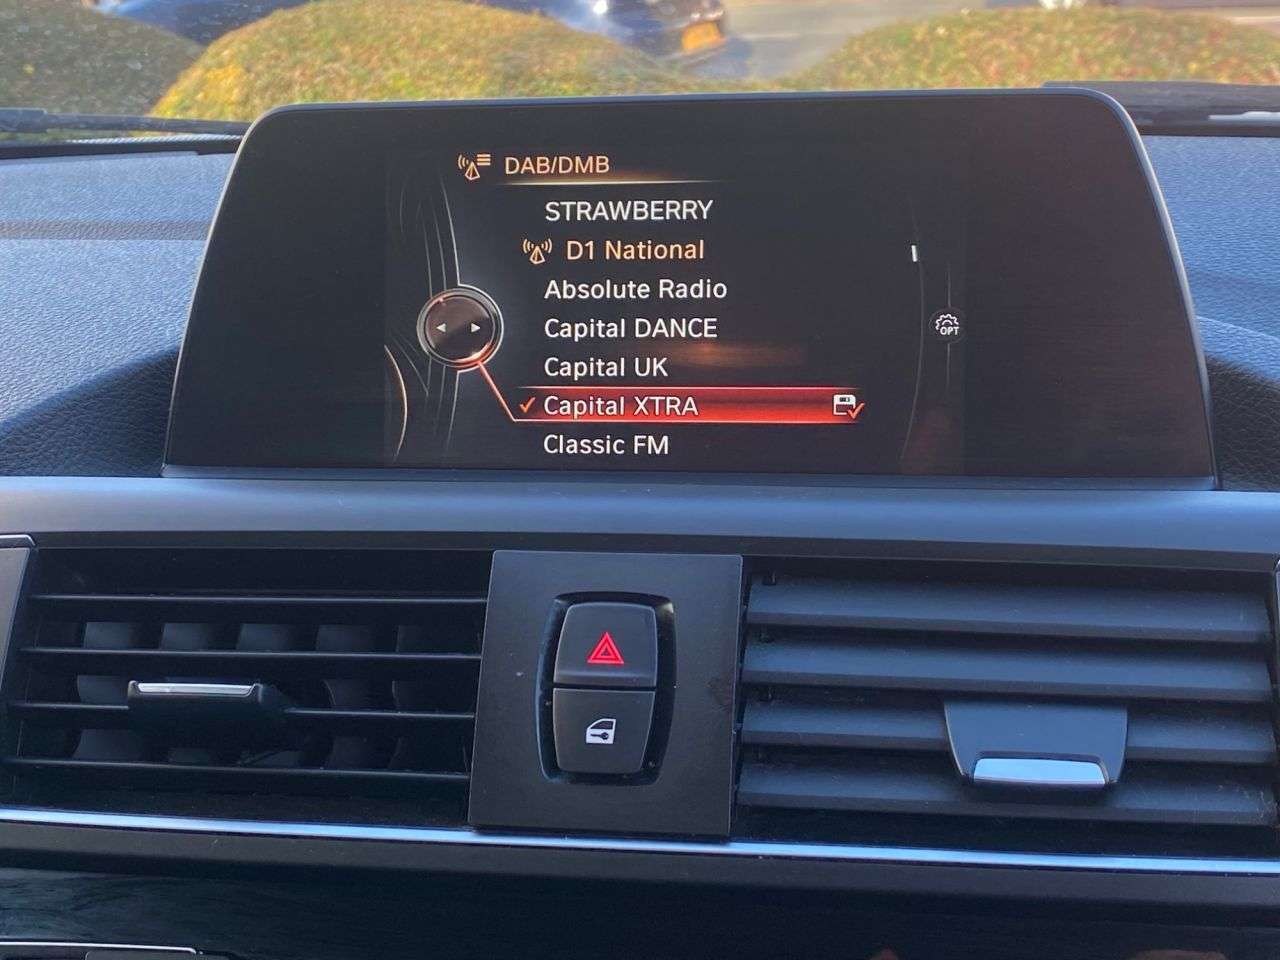 DAB/DMB
STRAWBERRY
D1 National
Absolute Radio
Capital DANCE
Capital UK
Capital XTRA
Classic FM
OPT